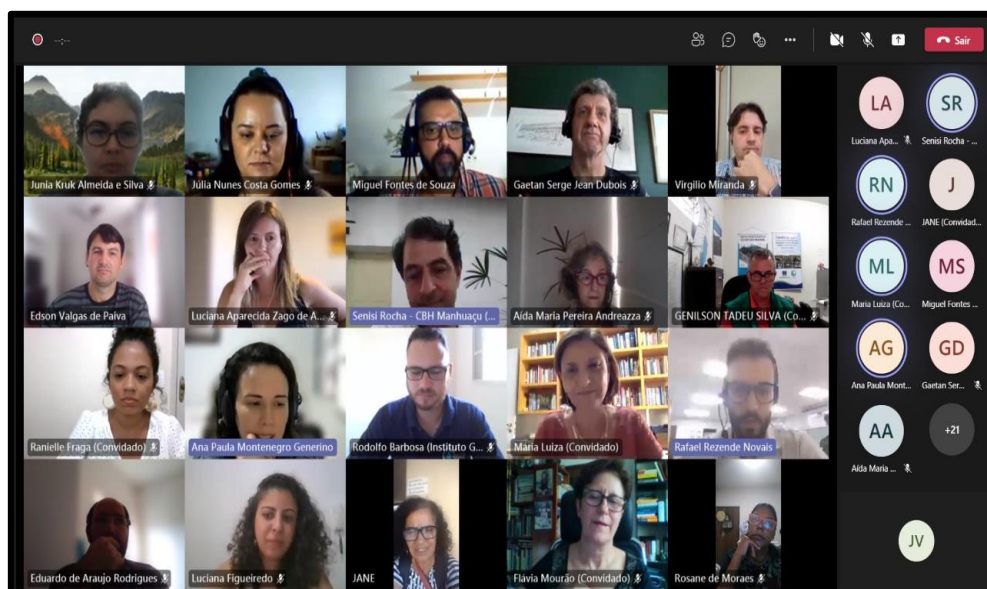 --:--
Sair
Junia Kruk Almeida e Silva
Júlia Nunes Costa Gomes
Miguel Fontes de Souza
Gaetan Serge Jean Dubois
Virgilio Miranda
LA
Luciana Apa...
SR
Senisi Rocha - ...
RN
Rafael Rezende ...
J
JANE (Convidad...
Edson Valgas de Paiva
Luciana Aparecida Zago de A...
Senisi Rocha - CBH Manhuaçu (...
Aída Maria Pereira Andreazza
GENILSON TADEU SILVA (Co...
ML
Maria Luiza (Co...
MS
Miguel Fontes ...
Ranielle Fraga (Convidado)
Ana Paula Montenegro Generino
Rodolfo Barbosa (Instituto G...
Maria Luiza (Convidado)
Rafael Rezende Novais
AG
Ana Paula Mont...
GD
Gaetan Ser...
AA
Aída Maria ...
+21
Eduardo de Araujo Rodrigues
Luciana Figueiredo
JANE
Flávia Mourão (Convidado)
Rosane de Moraes
JV